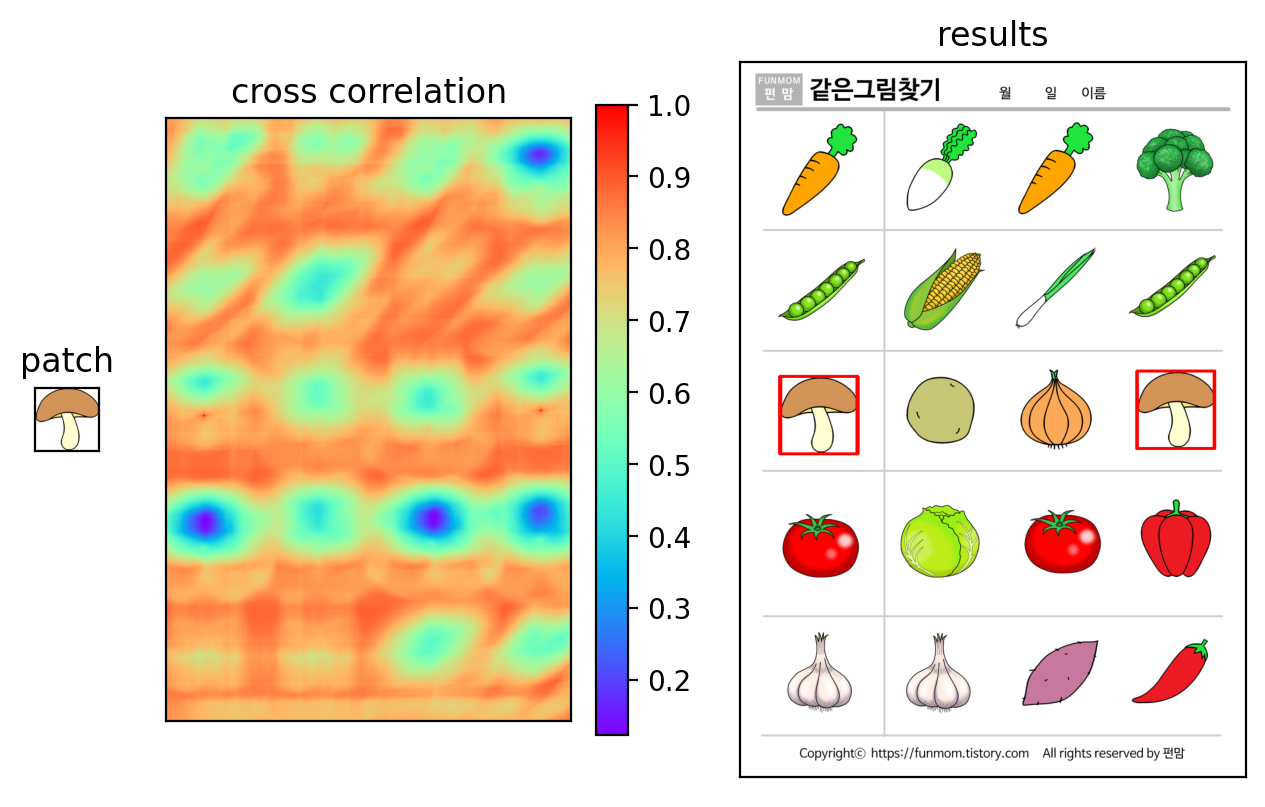 results
cross correlation
patch
1.0
0.9
0.8
0.7
0.6
0.5
0.4
0.3
0.2
FUNMOM
펀 맘
같은그림찾기
월 일 이름
Copyright© https://funmom.tistory.com All rights reserved by 펀맘